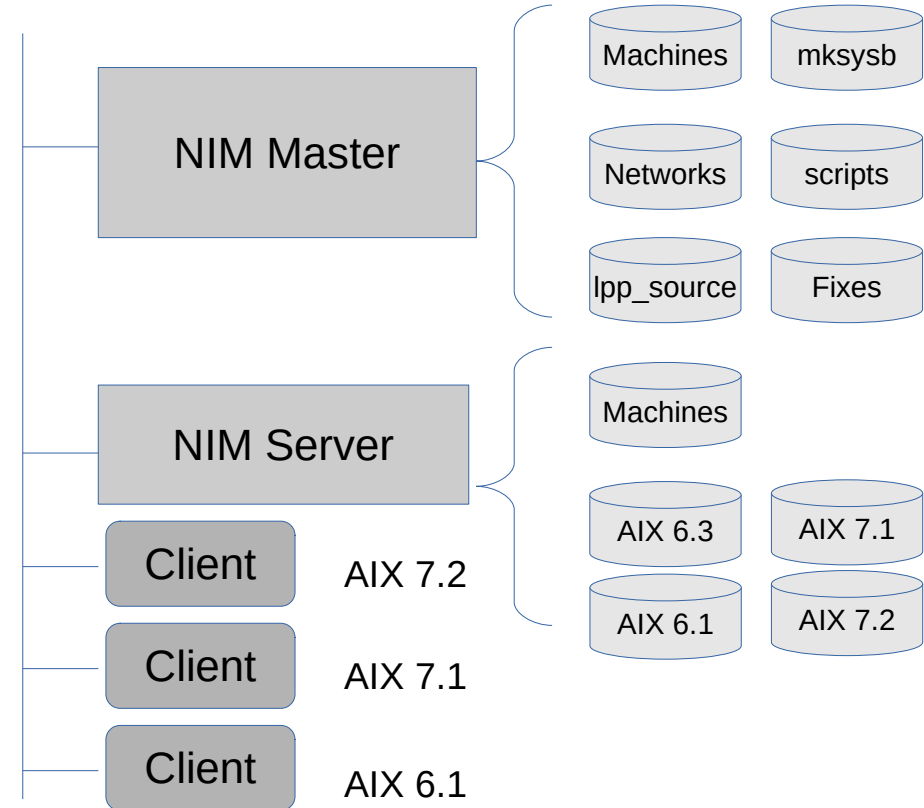 NIM Master
Machines
mksysb
Networks
scripts
lpp_source
Fixes
NIM Server
Machines
AIX 6.3
AIX 7.1
AIX 6.1
AIX 7.2
Client
AIX 7.2
Client
AIX 7.1
Client
AIX 6.1